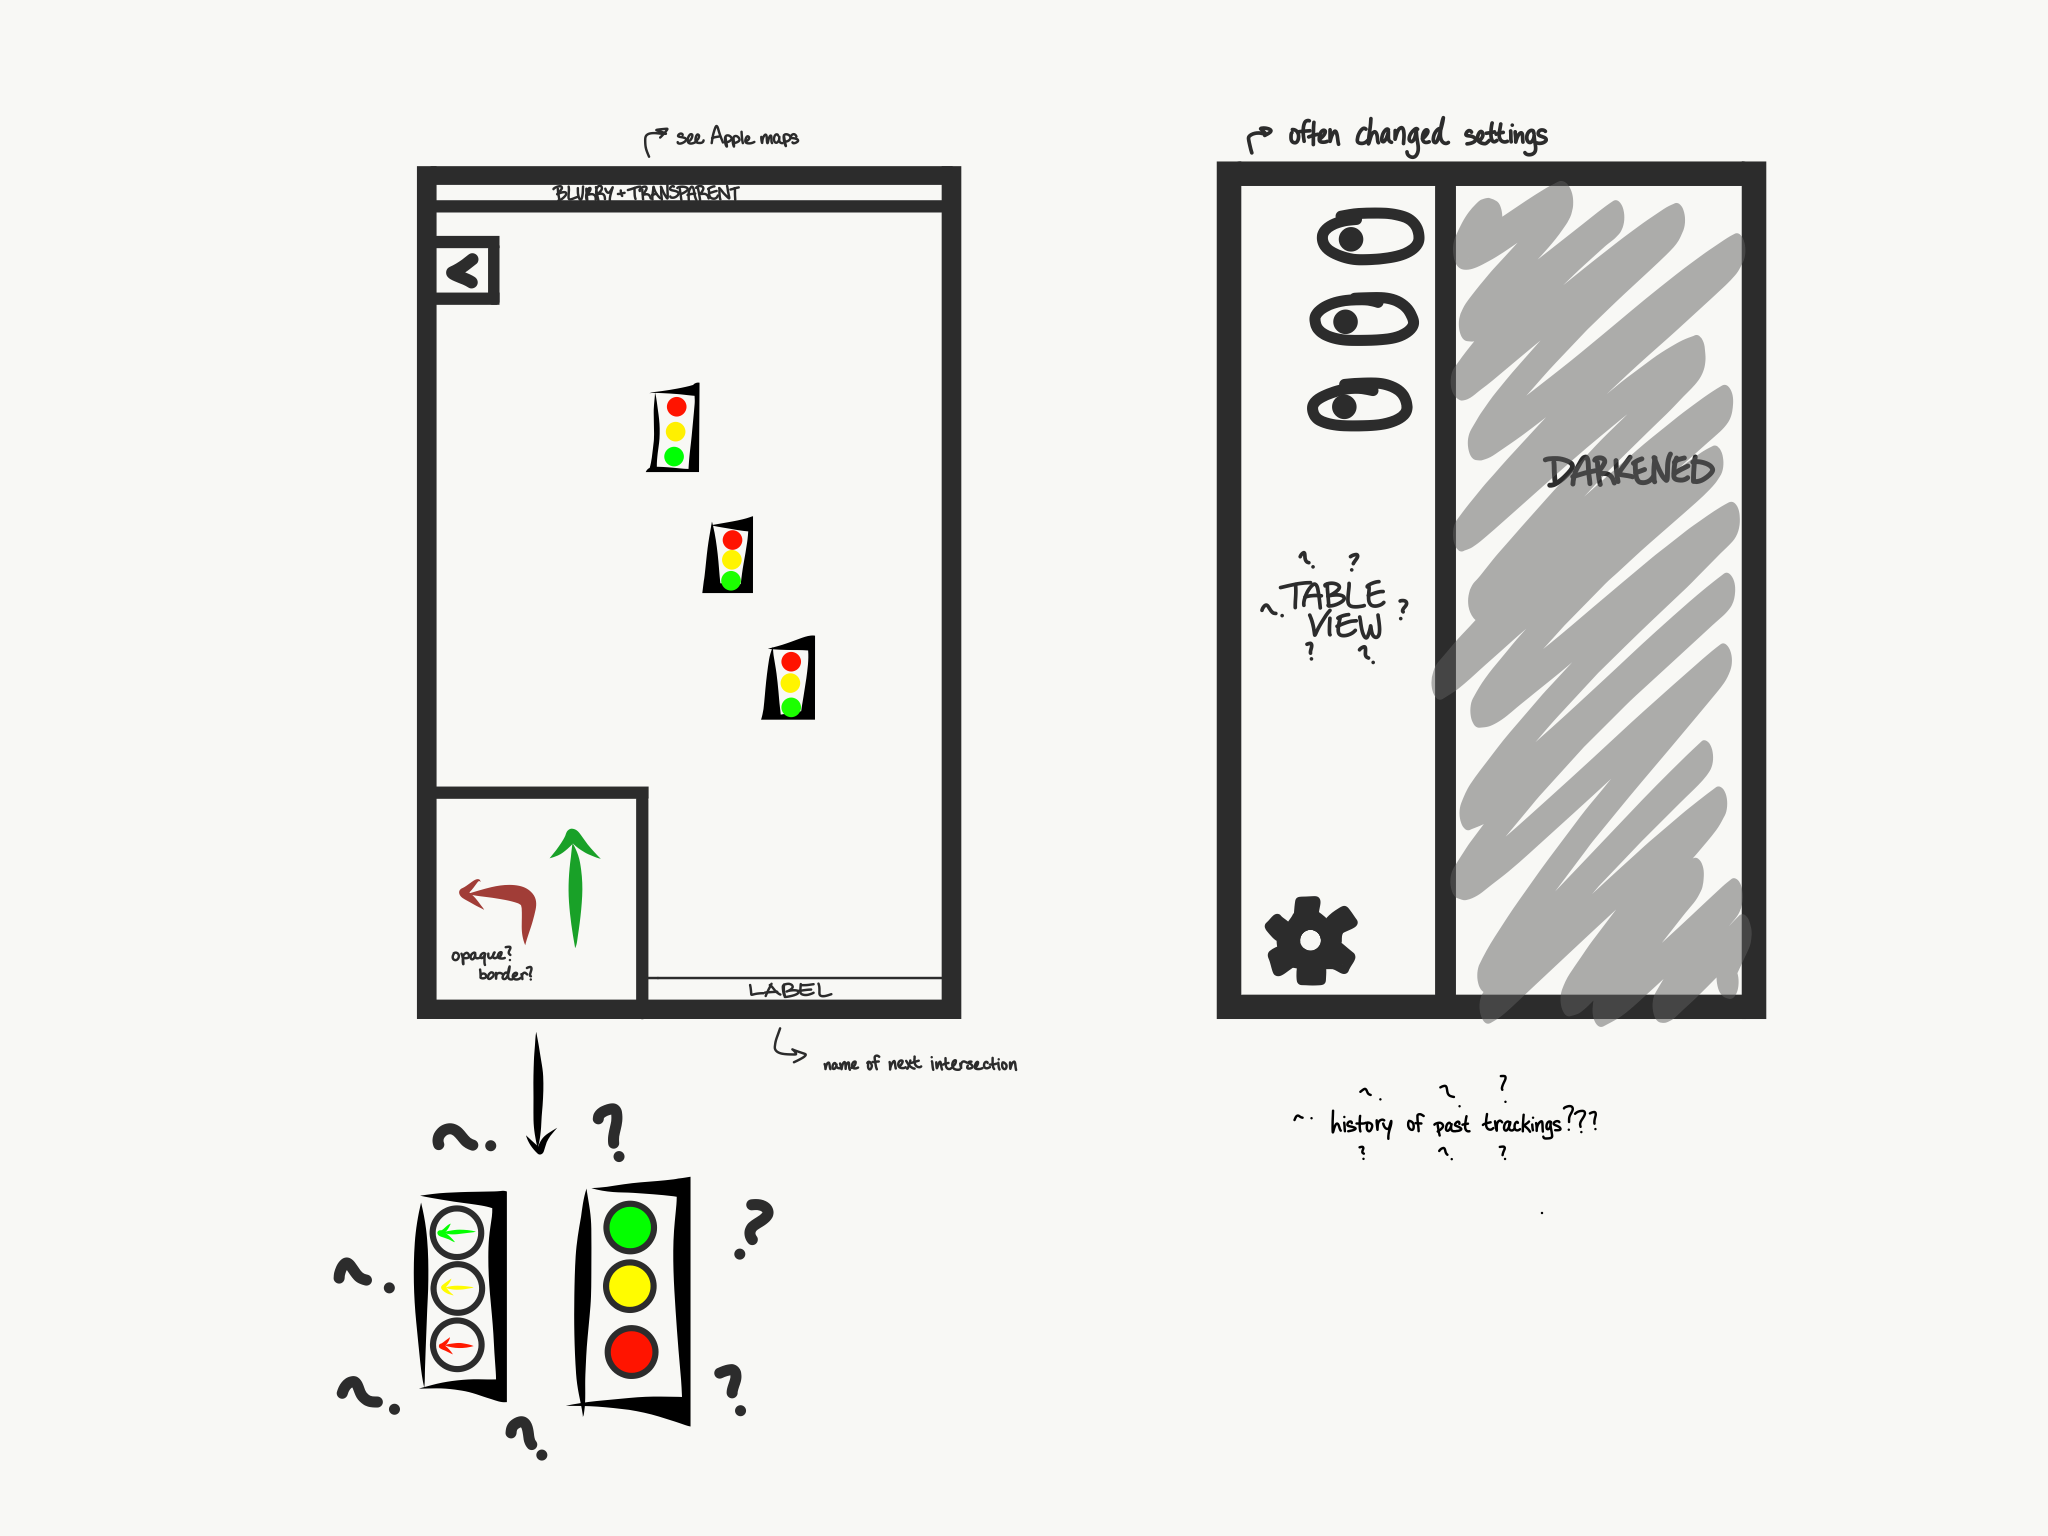 see Apple maps
BLURRY + TRANSPARENT
<
opaque?
border?
LABEL
name of next intersection
? ?
? ?
? ?
?
often changed settings
DARKENED
? ?
? TABLE ?
VIEW
? ?
? ? ?
? history of past trackings???
? ? ?